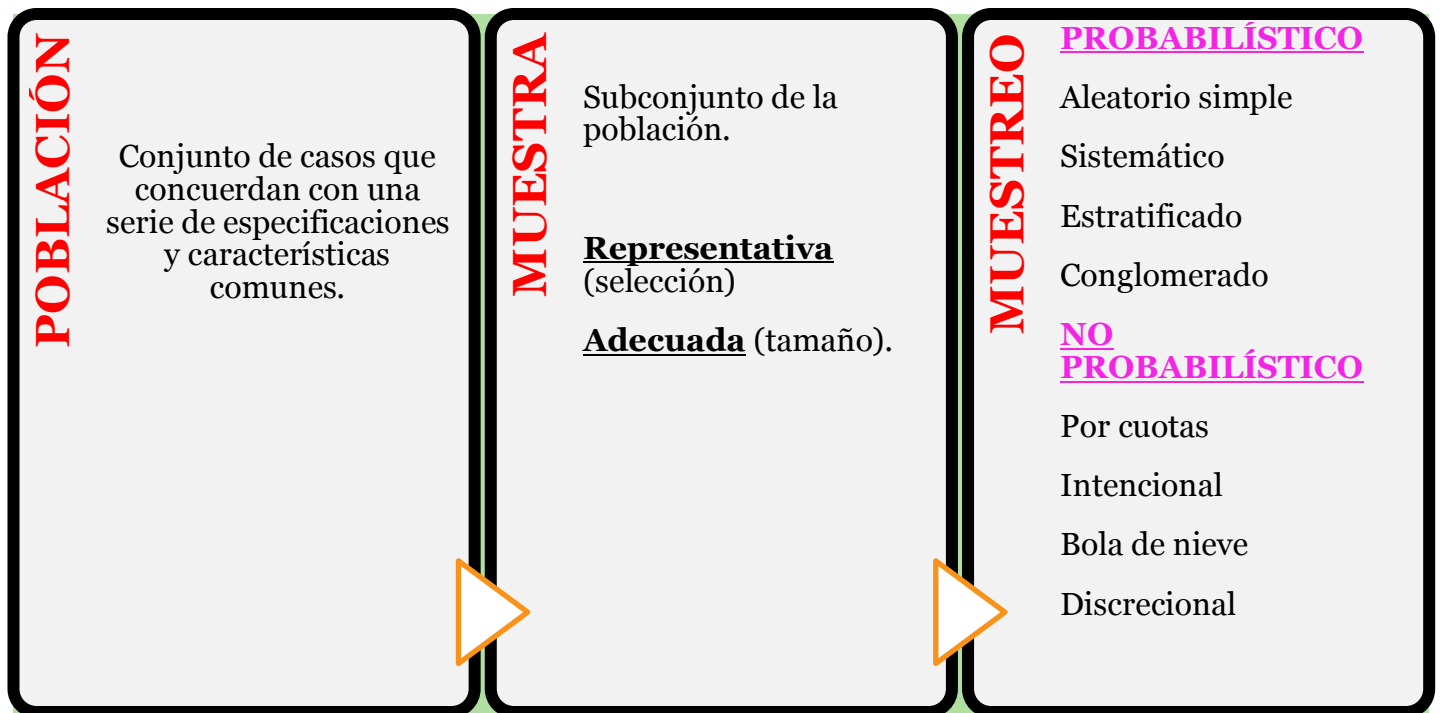 POBLACIÓN
Conjunto de casos que
concuerdan con una
serie de especificaciones
y características
comunes.
MUESTRA
Subconjunto de la
población.
Representativa
(selección)
Adecuada (tamaño).
MUESTREO
PROBABILÍSTICO
Aleatorio simple
Sistemático
Estratificado
Conglomerado
NO
PROBABILÍSTICO
Por cuotas
Intencional
Bola de nieve
Discrecional